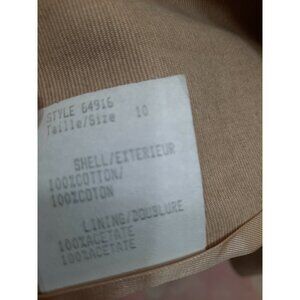 STYLE 64916
Taille/Size 10
SHELL/EXTERIEUR
100%COTTON/
100%COTON
LINING/DOUBLURE
100%ACETATE
100%ACETATE